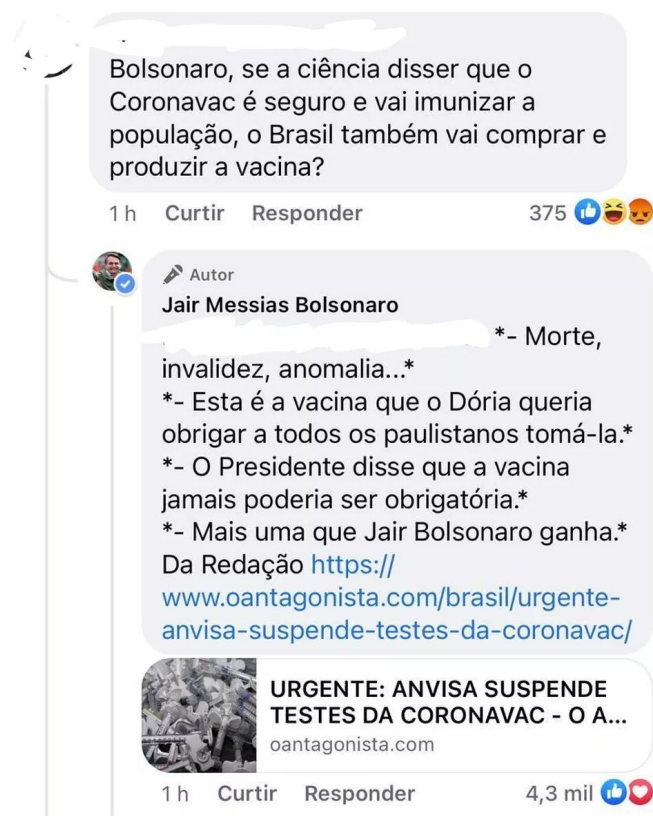 Bolsonaro, se a ciência disser que o
Coronavac é seguro e vai imunizar a
população, o Brasil também vai comprar e
produzir a vacina?
1 h Curtir Responder 375
Autor
Jair Messias Bolsonaro
*- Morte,
invalidez, anomalia...*
*- Esta é a vacina que o Dória queria
obrigar a todos os paulistanos tomá-la.*
*- O Presidente disse que a vacina
jamais poderia ser obrigatória.*
*- Mais uma que Jair Bolsonaro ganha.*
Da Redação https://
www.oantagonista.com/brasil/urgente-
anvisa-suspende-testes-da-coronavac/
URGENTE: ANVISA SUSPENDE
TESTES DA CORONAVAC - O A...
oantagonista.com
1 h Curtir Responder 4,3 mil